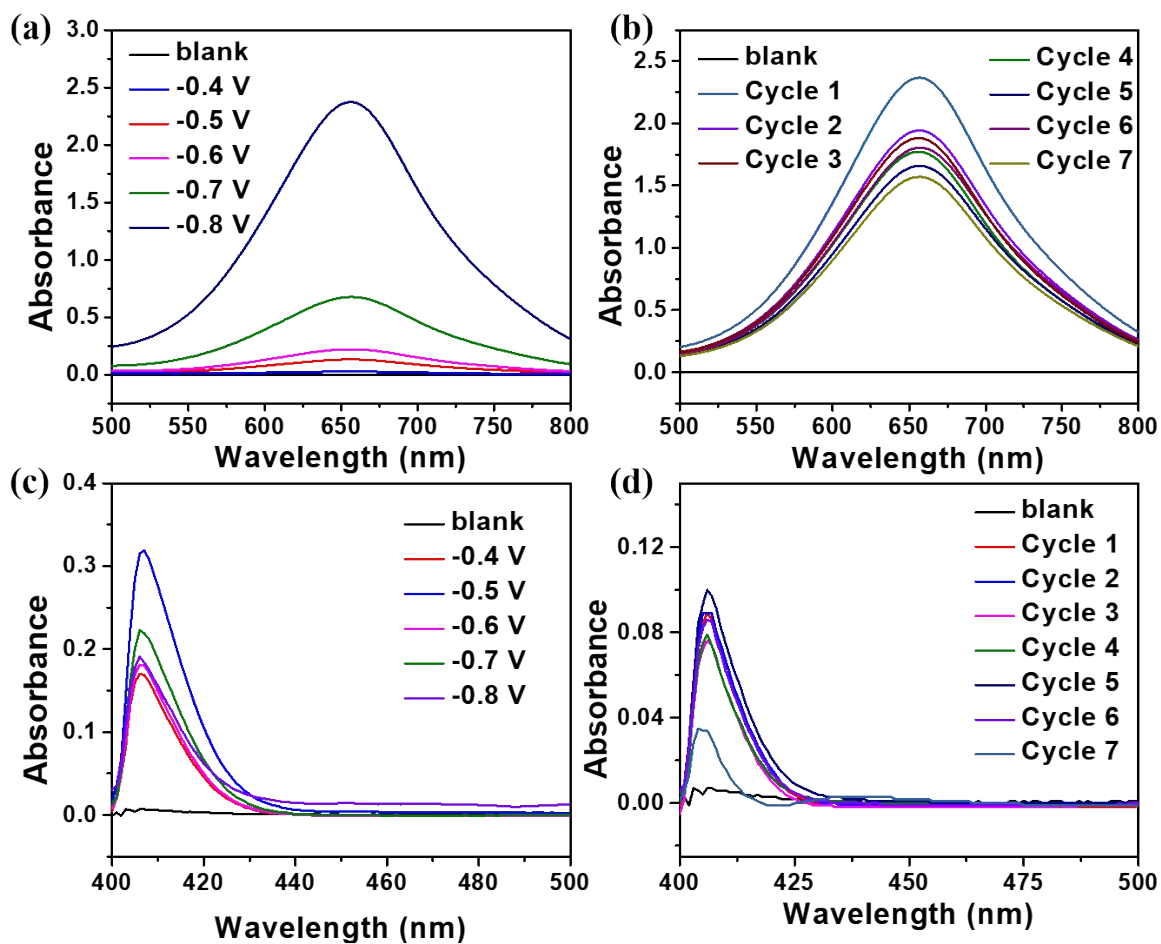 (a)
3.0
2.5
2.0
1.5
1.0
0.5
0.0
Absorbance
blank
-0.4 V
-0.5 V
-0.6 V
-0.7 V
-0.8 V
500 550 600 650 700 750 800
Wavelength (nm)
(b)
2.5
2.0
1.5
1.0
0.5
0.0
Absorbance
blank
Cycle 1
Cycle 2
Cycle 3
Cycle 4
Cycle 5
Cycle 6
Cycle 7
500 550 600 650 700 750 800
Wavelength (nm)
(c)
0.4
0.3
0.2
0.1
0.0
Absorbance
blank
-0.4 V
-0.5 V
-0.6 V
-0.7 V
-0.8 V
400 420 440 460 480 500
Wavelength (nm)
(d)
0.12
0.08
0.04
0.00
Absorbance
blank
Cycle 1
Cycle 2
Cycle 3
Cycle 4
Cycle 5
Cycle 6
Cycle 7
400 425 450 475 500
Wavelength (nm)